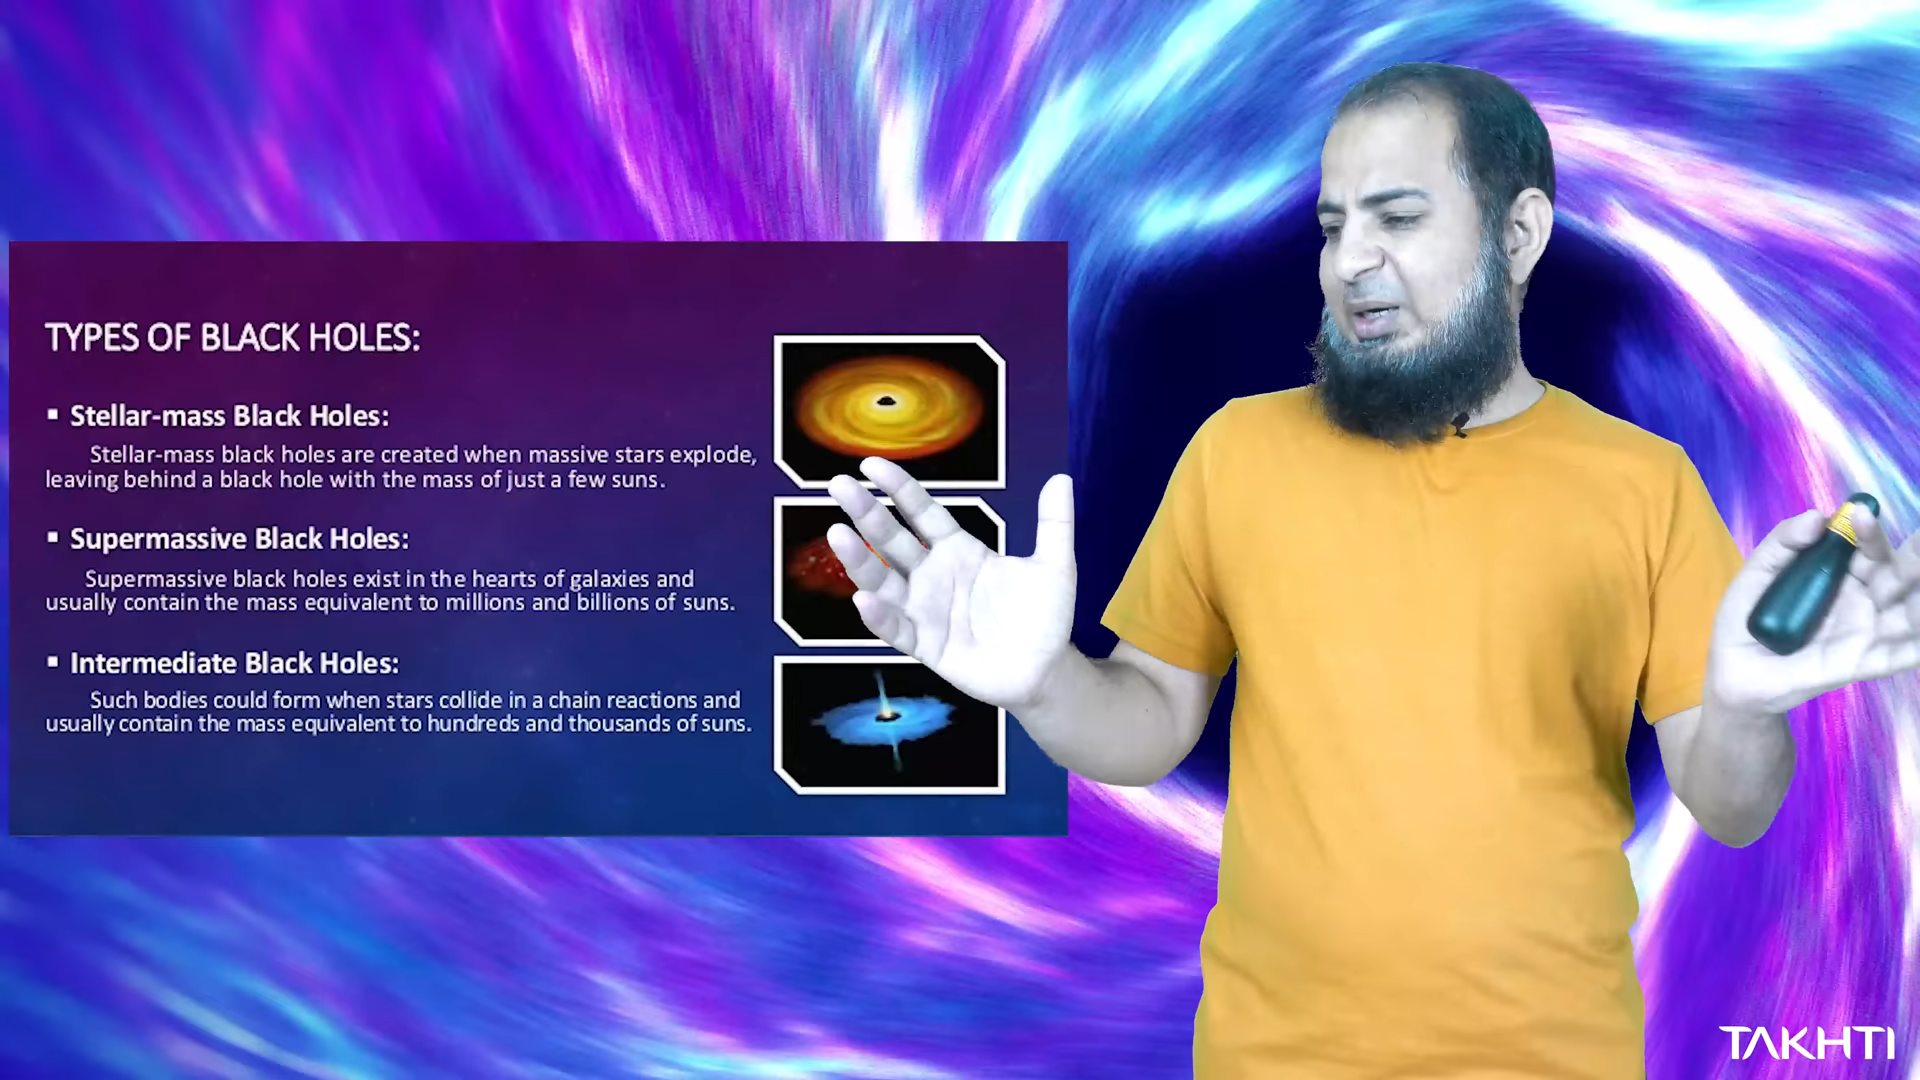 TYPES OF BLACK HOLES:
▪ Stellar-mass Black Holes:
Stellar-mass black holes are created when massive stars explode,
leaving behind a black hole with the mass of just a few suns.
▪ Supermassive Black Holes:
Supermassive black holes exist in the hearts of galaxies and
usually contain the mass equivalent to millions and billions of suns.
▪ Intermediate Black Holes:
Such bodies could form when stars collide in a chain reactions and
usually contain the mass equivalent to hundreds and thousands of suns.
TAKHTI